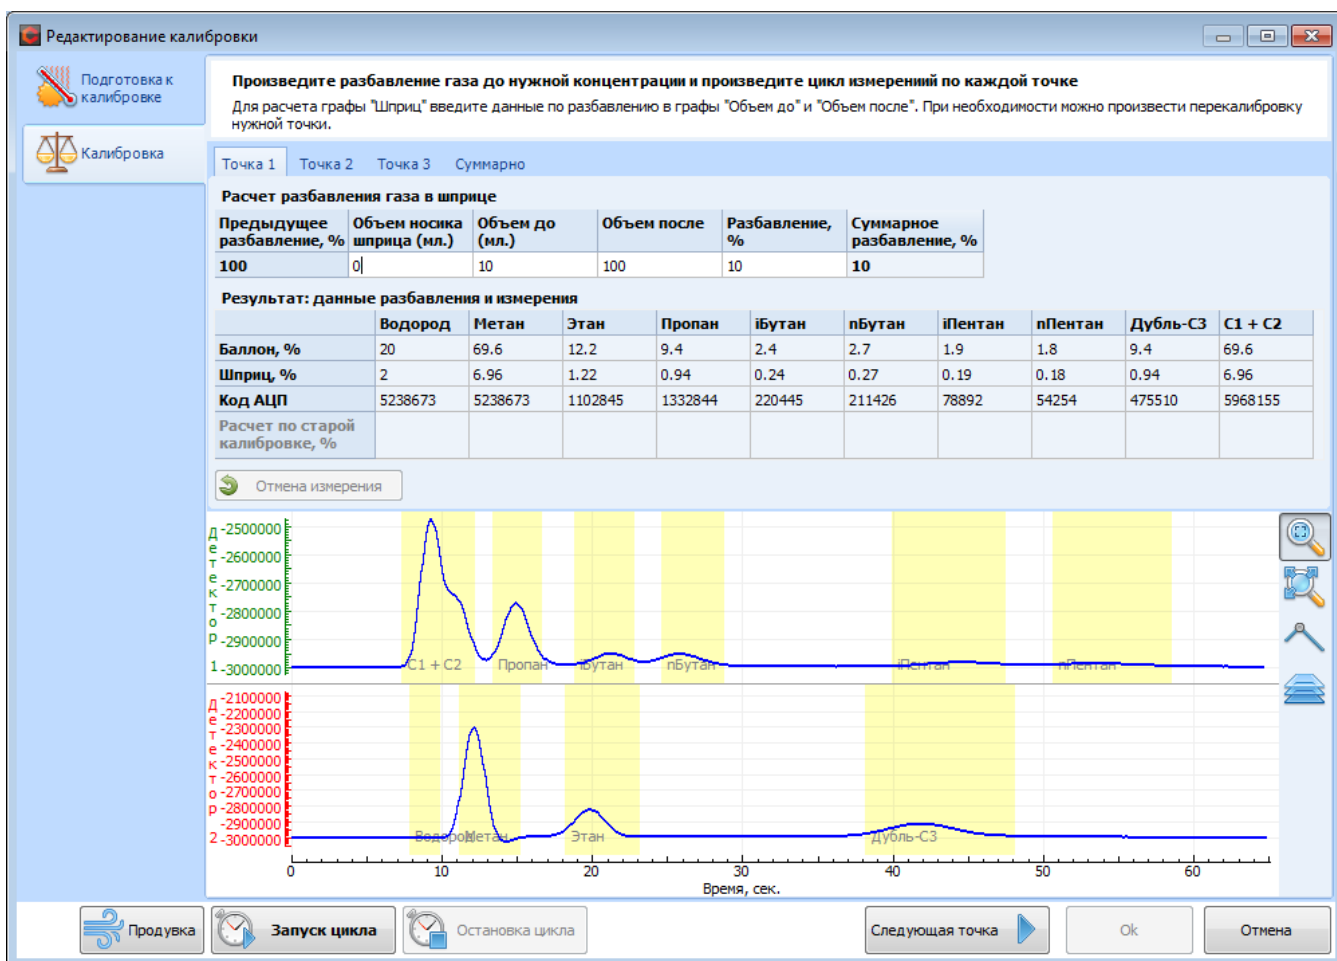 Редактирование калибровки
Подготовка к
калибровке
Калибровка
Произведите разбавление газа до нужной концентрации и произведите цикл измерениий по каждой точке
Для расчета графы "Шприц" введите данные по разбавлению в графы "Объем до" и "Объем после". При необходимости можно произвести перекалибровку
нужной точки.
Точка 1 Точка 2 Точка 3 Суммарно
Расчет разбавления газа в шприце
Предыдущее Объем носика Объем до Объем после Разбавление, Суммарное
разбавление, % шприца (мл.) (мл.) % разбавление, %
100 0 10 100 10 10
Результат: данные разбавления и измерения
Водород Метан Этан Пропан iБутан nБутан iПентан nПентан Дубль-С3 С1 + С2
Баллон, % 20 69.6 12.2 9.4 2.4 2.7 1.9 1.8 9.4 69.6
Шприц, % 2 6.96 1.22 0.94 0.24 0.27 0.19 0.18 0.94 6.96
Код АЦП 5238673 5238673 1102845 1332844 220445 211426 78892 54254 475510 5968155
Расчет по старой
калибровке, %
Отмена измерения
Детектор 1
-2500000
-2600000
-2700000
-2800000
-2900000
-3000000
С1 + С2 Пропан iБутан nБутан iПентан nПентан
Детектор 2
-2100000
-2200000
-2300000
-2400000
-2500000
-2600000
-2700000
-2800000
-2900000
-3000000
Водород Метан Этан Дубль-С3
0 10 20 30 40 50 60
Время, сек.
Продувка Запуск цикла Остановка цикла Следующая точка Ok Отмена